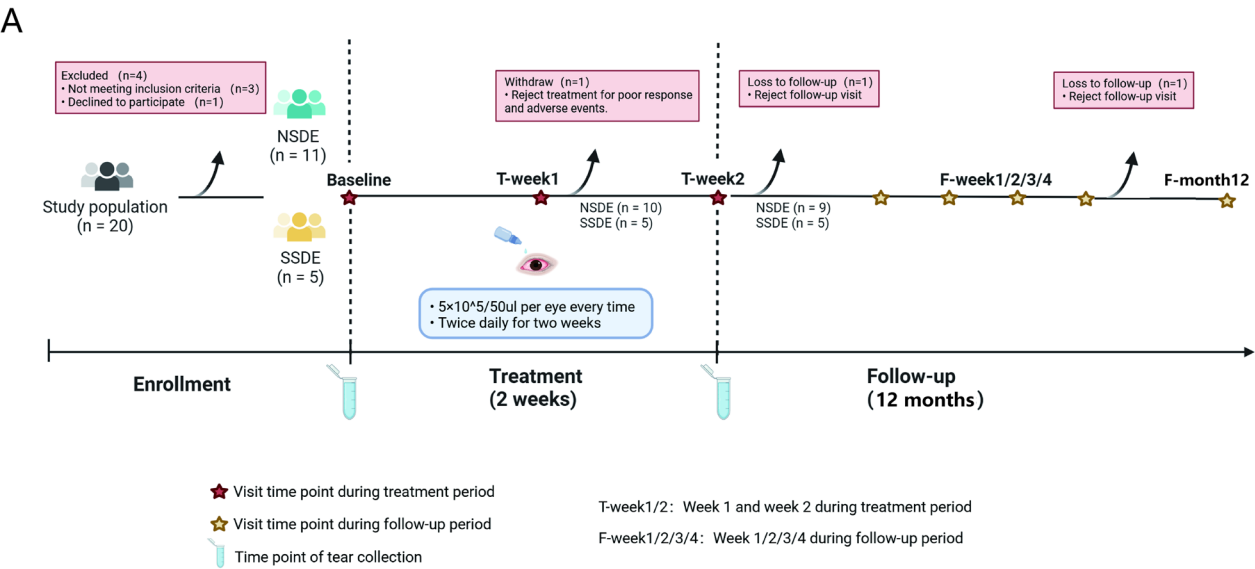 A
Excluded （n=4）
• Not meeting inclusion criteria （n=3）
• Declined to participate （n=1）
NSDE
(n = 11)
Study population
(n = 20)
SSDE
(n = 5)
Baseline
Withdraw （n=1）
• Reject treatment for poor response
and adverse events.
T-week1
NSDE (n = 10)
SSDE (n = 5)
T-week2
Loss to follow-up （n=1）
• Reject follow-up visit
NSDE (n = 9)
SSDE (n = 5)
F-week1/2/3/4
Loss to follow-up （n=1）
• Reject follow-up visit
F-month12
• 5×10^5/50ul per eye every time
• Twice daily for two weeks
Enrollment
Treatment
(2 weeks)
Follow-up
（12 months）
Visit time point during treatment period
Visit time point during follow-up period
Time point of tear collection
T-week1/2： Week 1 and week 2 during treatment period
F-week1/2/3/4： Week 1/2/3/4 during follow-up period